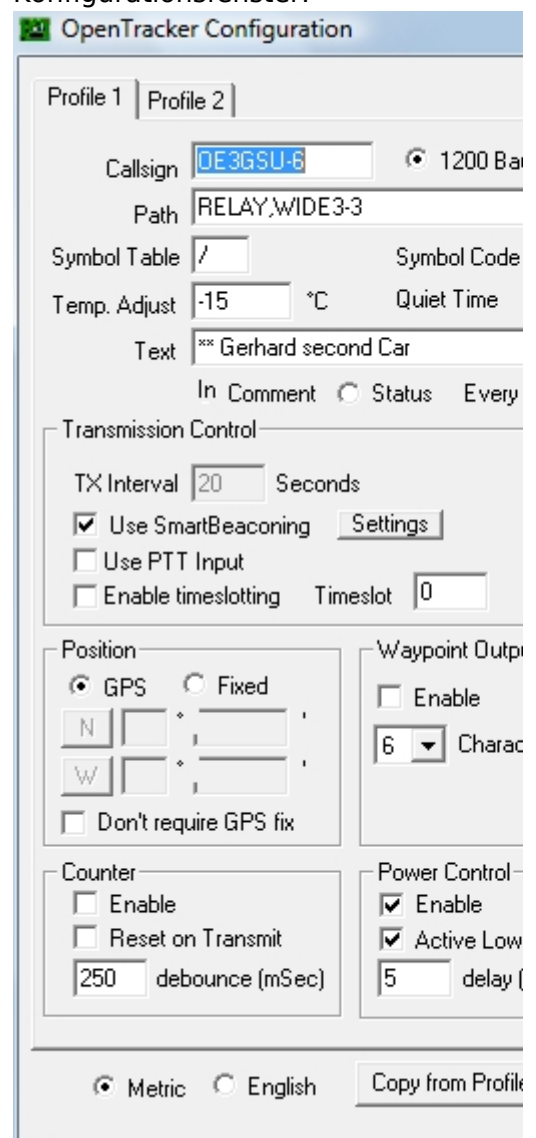 Konfigurationsfenster:
OpenTracker Configuration
Profile 1 Profile 2
Callsign OE3GSU-6 1200 Bau
Path RELAY,WIDE3-3
Symbol Table / Symbol Code
Temp. Adjust -15 °C Quiet Time
Text ** Gerhard second Car
In Comment Status Every
Transmission Control
TX Interval 20 Seconds
Use SmartBeaconing Settings
Use PTT Input
Enable timeslotting Timeslot 0
Position Waypoint Outpu
GPS Fixed Enable
N ° , '
6 Charac
W ° , '
Don't require GPS fix
Counter Power Control
Enable Enable
Reset on Transmit Active Low
250 debounce (mSec) 5 delay (
Metric English Copy from Profile